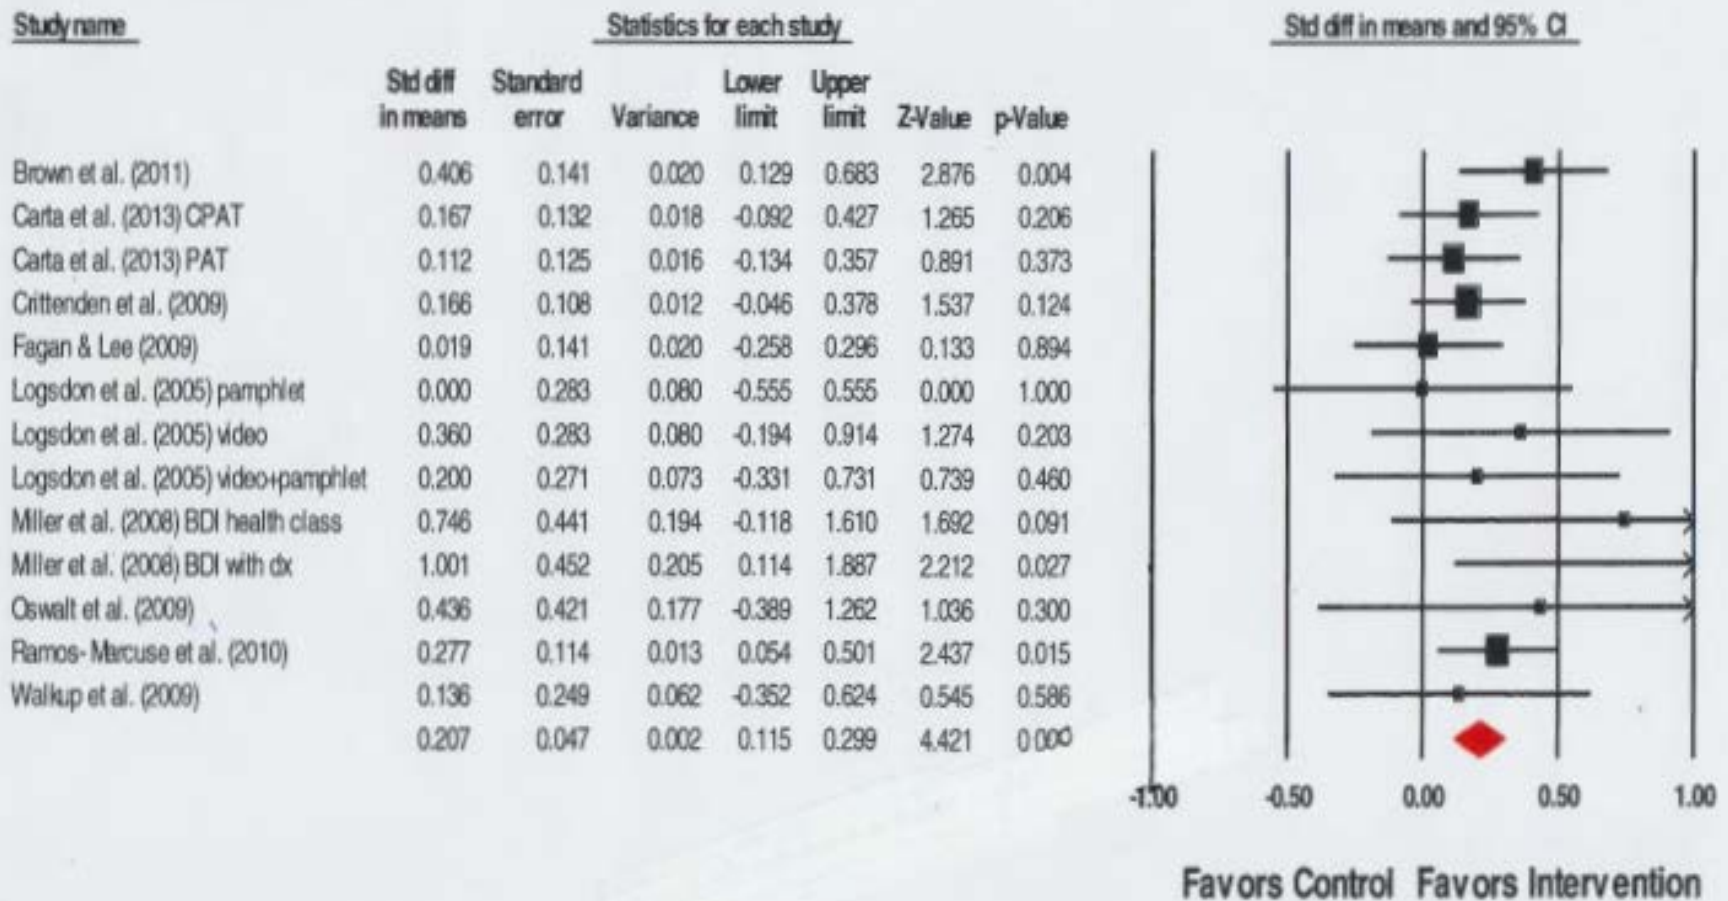 Study name Statistics for each study Std diff in means and 95% CI
Std diff Standard Lower Upper
in means error Variance limit limit Z-Value p-Value
Brown et al. (2011) 0.406 0.141 0.020 0.129 0.683 2.876 0.004
Carta et al. (2013) CPAT 0.167 0.132 0.018 -0.092 0.427 1.265 0.206
Carta et al. (2013) PAT 0.112 0.125 0.016 -0.134 0.357 0.891 0.373
Crittenden et al. (2009) 0.166 0.108 0.012 -0.046 0.378 1.537 0.124
Fagan & Lee (2009) 0.019 0.141 0.020 -0.258 0.296 0.133 0.894
Logsdon et al. (2005) pamphlet 0.000 0.283 0.080 -0.555 0.555 0.000 1.000
Logsdon et al. (2005) video 0.360 0.283 0.080 -0.194 0.914 1.274 0.203
Logsdon et al. (2005) video+pamphlet 0.200 0.271 0.073 -0.331 0.731 0.739 0.460
Miller et al. (2008) BDI health class 0.746 0.441 0.194 -0.118 1.610 1.692 0.091
Miller et al. (2008) BDI with dx 1.001 0.452 0.205 0.114 1.887 2.212 0.027
Oswalt et al. (2009) 0.436 0.421 0.177 -0.389 1.262 1.036 0.300
Ramos-Marcuse et al. (2010) 0.277 0.114 0.013 0.054 0.501 2.437 0.015
Walkup et al. (2009) 0.136 0.249 0.062 -0.352 0.624 0.545 0.586
0.207 0.047 0.002 0.115 0.299 4.421 0.000
-1.00 -0.50 0.00 0.50 1.00
Favors Control Favors Intervention